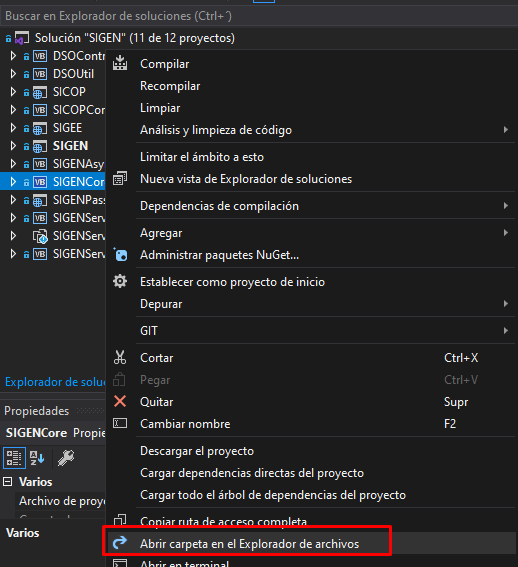 Buscar en Explorador de soluciones (Ctrl+´)
Solución "SIGEN" (11 de 12 proyectos)
DSOContr
DSOUtil
SICOP
SICOPCor
SIGEE
SIGEN
SIGENAsy
SIGENCor
SIGENPas
SIGENServ
SIGENServ
SIGENServ
Compilar
Recompilar
Limpiar
Análisis y limpieza de código
Limitar el ámbito a esto
Nueva vista de Explorador de soluciones
Dependencias de compilación
Agregar
Administrar paquetes NuGet...
Establecer como proyecto de inicio
Depurar
GIT
Cortar Ctrl+X
Pegar Ctrl+V
Quitar Supr
Cambiar nombre F2
Descargar el proyecto
Cargar dependencias directas del proyecto
Cargar todo el árbol de dependencias del proyecto
Copiar ruta de acceso completa
Abrir carpeta en el Explorador de archivos
Abrir en terminal
Explorador de soluc
Propiedades
SIGENCore Propie
Varios
Archivo de proye
Varios